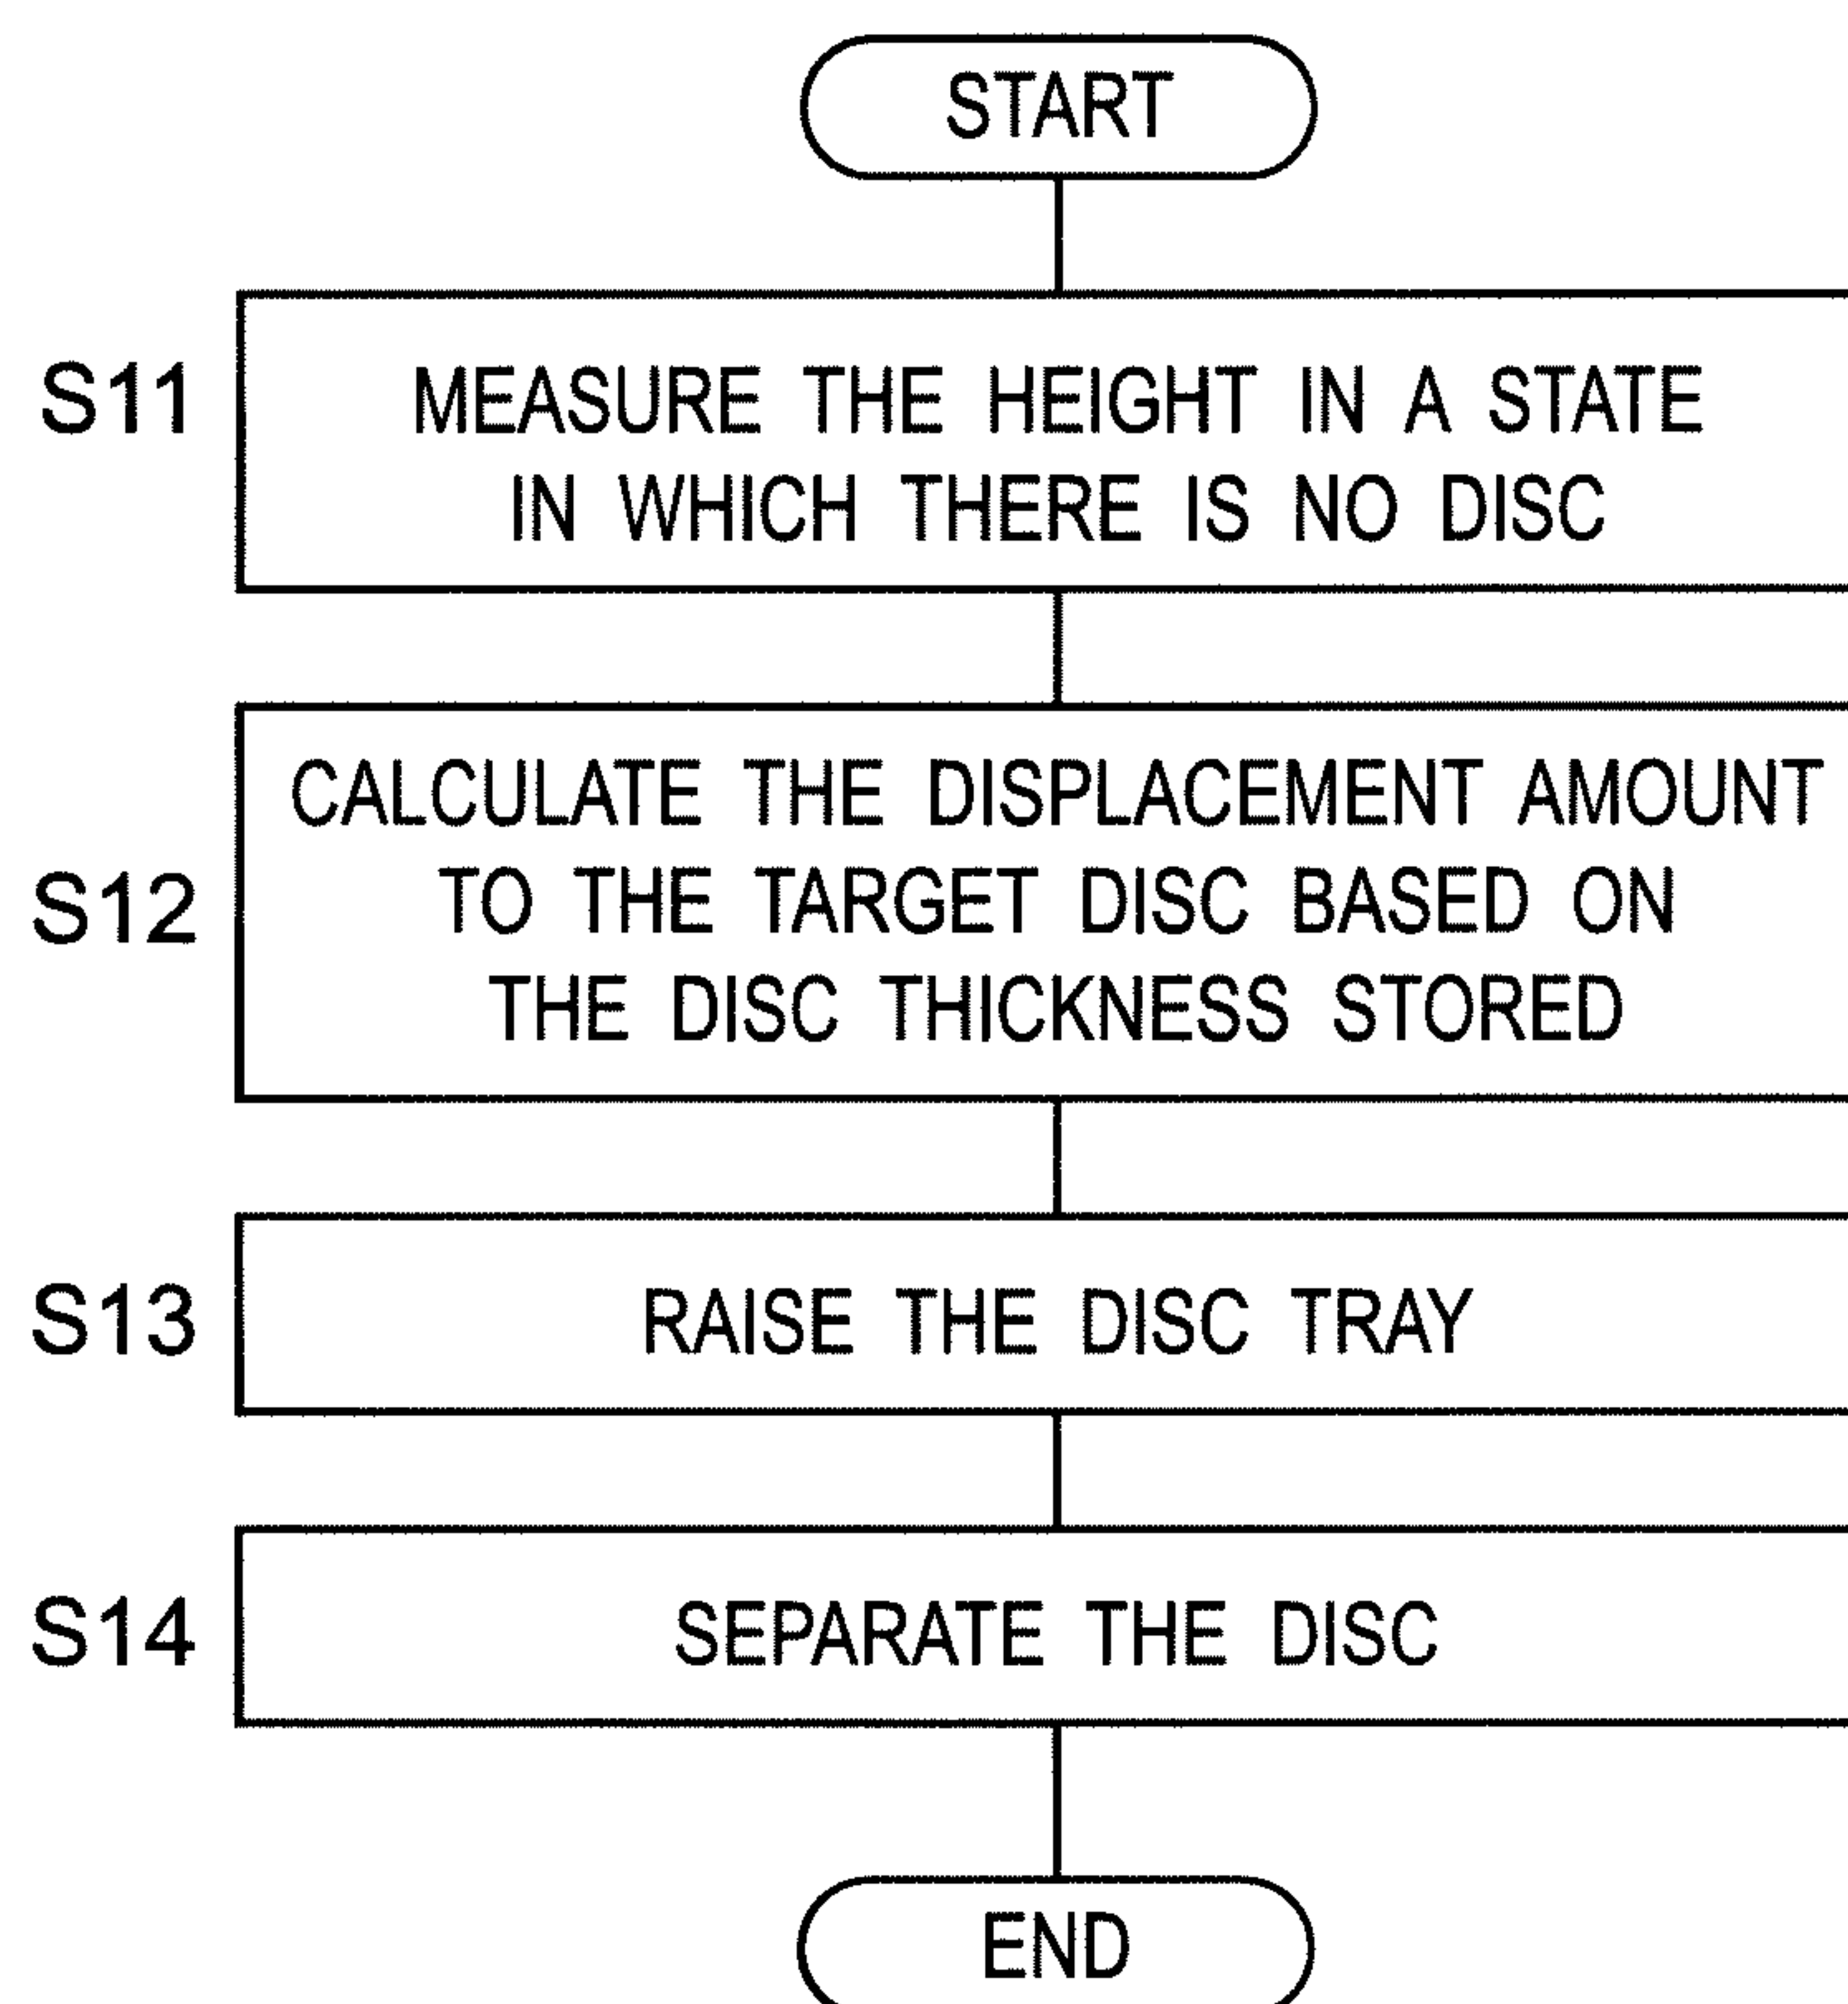 START
S11
MEASURE THE HEIGHT IN A STATE
IN WHICH THERE IS NO DISC
S12
CALCULATE THE DISPLACEMENT AMOUNT
TO THE TARGET DISC BASED ON
THE DISC THICKNESS STORED
S13
RAISE THE DISC TRAY
S14
SEPARATE THE DISC
END